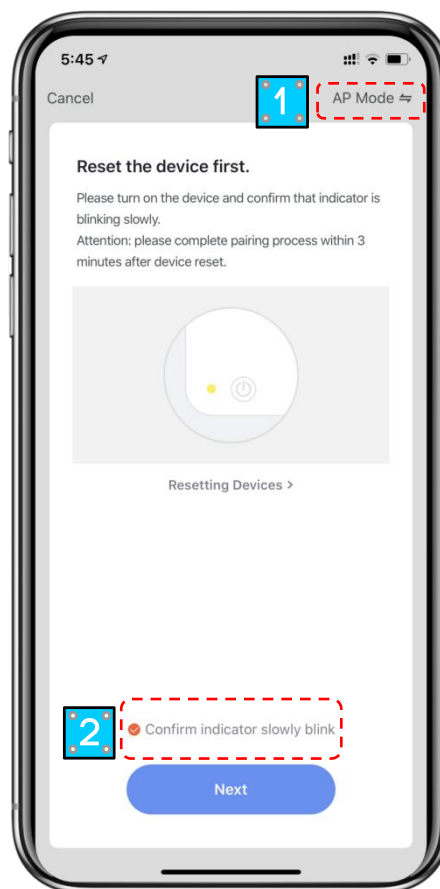 5:45
Cancel
1
AP Mode
Reset the device first.
Please turn on the device and confirm that indicator is
blinking slowly.
Attention: please complete pairing process within 3
minutes after device reset.
Resetting Devices >
2
Confirm indicator slowly blink
Next